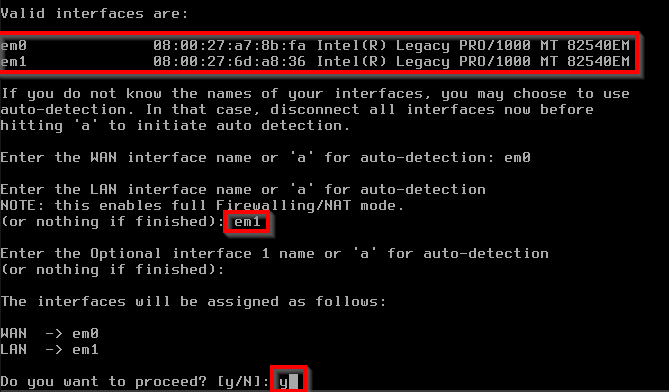 Valid interfaces are:
em0 08:00:27:a7:8b:fa Intel(R) Legacy PRO/1000 MT 82540EM
em1 08:00:27:6d:a8:36 Intel(R) Legacy PRO/1000 MT 82540EM
If you do not know the names of your interfaces, you may choose to use
auto-detection. In that case, disconnect all interfaces now before
hitting 'a' to initiate auto detection.
Enter the WAN interface name or 'a' for auto-detection: em0
Enter the LAN interface name or 'a' for auto-detection
NOTE: this enables full Firewalling/NAT mode.
(or nothing if finished): em1
Enter the Optional interface 1 name or 'a' for auto-detection
(or nothing if finished):
The interfaces will be assigned as follows:
WAN -> em0
LAN -> em1
Do you want to proceed? [y/N]: y